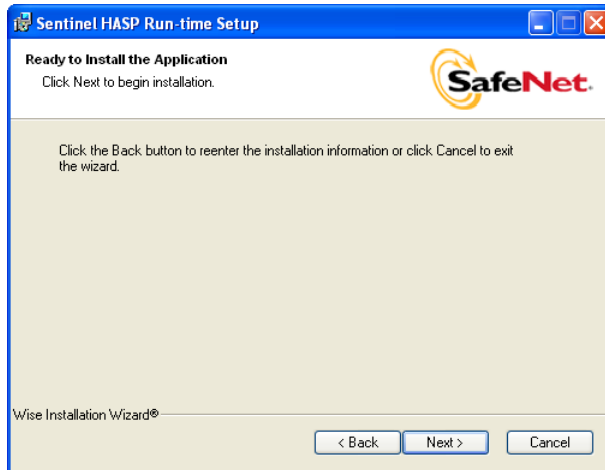 Sentinel HASP Run-time Setup
Ready to Install the Application
Click Next to begin installation.
SafeNet.
Click the Back button to reenter the installation information or click Cancel to exit
the wizard.
Wise Installation Wizard®
< Back
Next >
Cancel